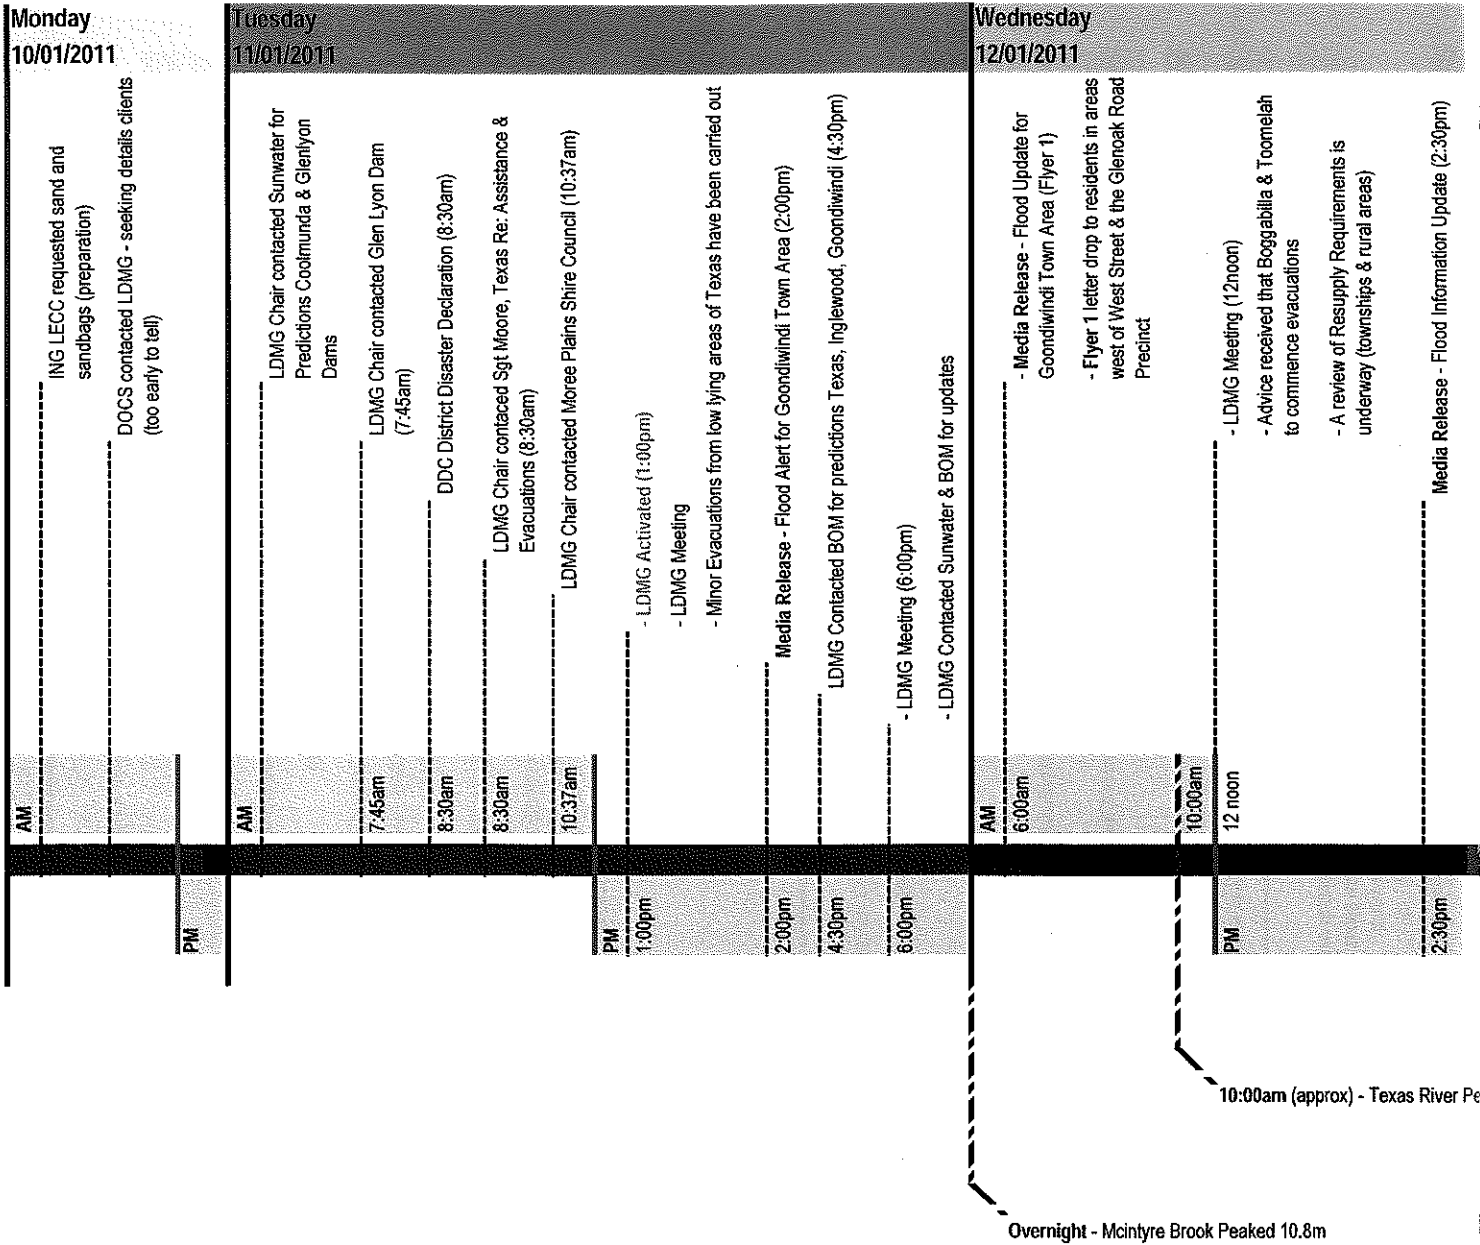 Monday
10/01/2011
AM
ING LECC requested sand and
sandbags (preparation)
DOCS contacted LDMG - seeking details clients
(too early to tell)
PM
Tuesday
11/01/2011
AM
LDMG Chair contacted Sunwater for
Predictions Coolmunda & Glenlyon
Dams
7:45am
LDMG Chair contacted Glen Lyon Dam
(7:45am)
8:30am
DDC District Disaster Declaration (8:30am)
8:30am
LDMG Chair contaced Sgt Moore, Texas Re: Assistance &
Evacuations (8:30am)
10:37am
LDMG Chair contacted Moree Plains Shire Council (10:37am)
PM
1:00pm
- LDMG Activated (1:00pm)
- LDMG Meeting
- Minor Evacuations from low lying areas of Texas have been carried out
2:00pm
Media Release - Flood Alert for Goondiwindi Town Area (2:00pm)
4:30pm
LDMG Contacted BOM for predictions Texas, Inglewood, Goondiwindi (4:30pm)
6:00pm
- LDMG Meeting (6:00pm)
- LDMG Contacted Sunwater & BOM for updates
Wednesday
12/01/2011
AM
6:00am
- Media Release - Flood Update for
Goondiwindi Town Area (Flyer 1)
- Flyer 1 letter drop to residents in areas
west of West Street & the Glenoak Road
Precinct
10:00am
12 noon
- LDMG Meeting (12noon)
- Advice received that Boggabilla & Toomelah
to commence evacuations
- A review of Resupply Requirements is
underway (townships & rural areas)
PM
2:30pm
Media Release - Flood Information Update (2:30pm)
10:00am (approx) - Texas River Pe
Overnight - Mcintyre Brook Peaked 10.8m